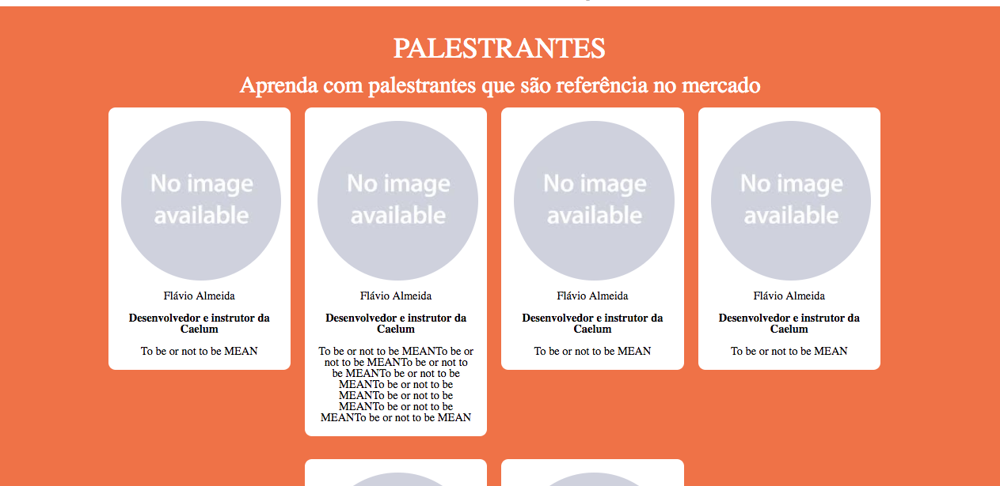 PALESTRANTES
Aprenda com palestrantes que são referência no mercado
No image
available
Flávio Almeida
Desenvolvedor e instrutor da
Caelum
To be or not to be MEAN
No image
available
Flávio Almeida
Desenvolvedor e instrutor da
Caelum
To be or not to be MEANTo be or
not to be MEANTo be or not to
be MEANTo be or not to be
MEANTo be or not to be
MEANTo be or not to be
MEANTo be or not to be
MEANTo be or not to be MEAN
No image
available
Flávio Almeida
Desenvolvedor e instrutor da
Caelum
To be or not to be MEAN
No image
available
Flávio Almeida
Desenvolvedor e instrutor da
Caelum
To be or not to be MEAN